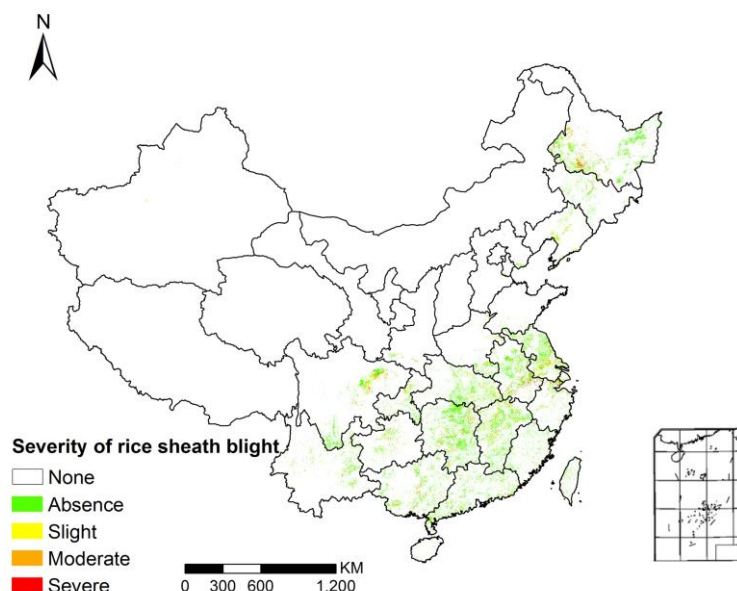 N
Severity of rice sheath blight
None
Absence
Slight
Moderate
Severe
KM
0 300 600 1,200